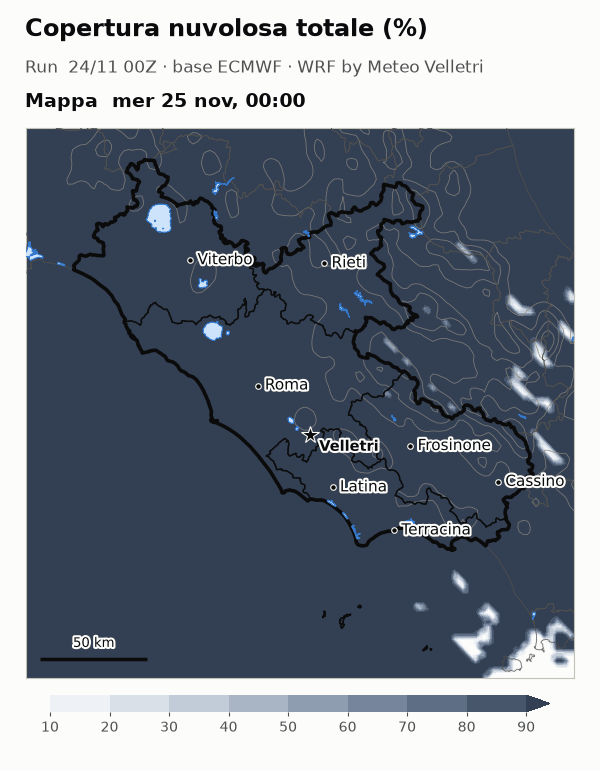 Copertura nuvolosa totale (%)
Run  24/11 00Z · base ECMWF · WRF by Meteo Velletri
Mappa  mer 25 nov, 00:00
Viterbo
Rieti
Roma
Velletri
Frosinone
Latina
Cassino
Terracina
50 km
10 20 30 40 50 60 70 80 90